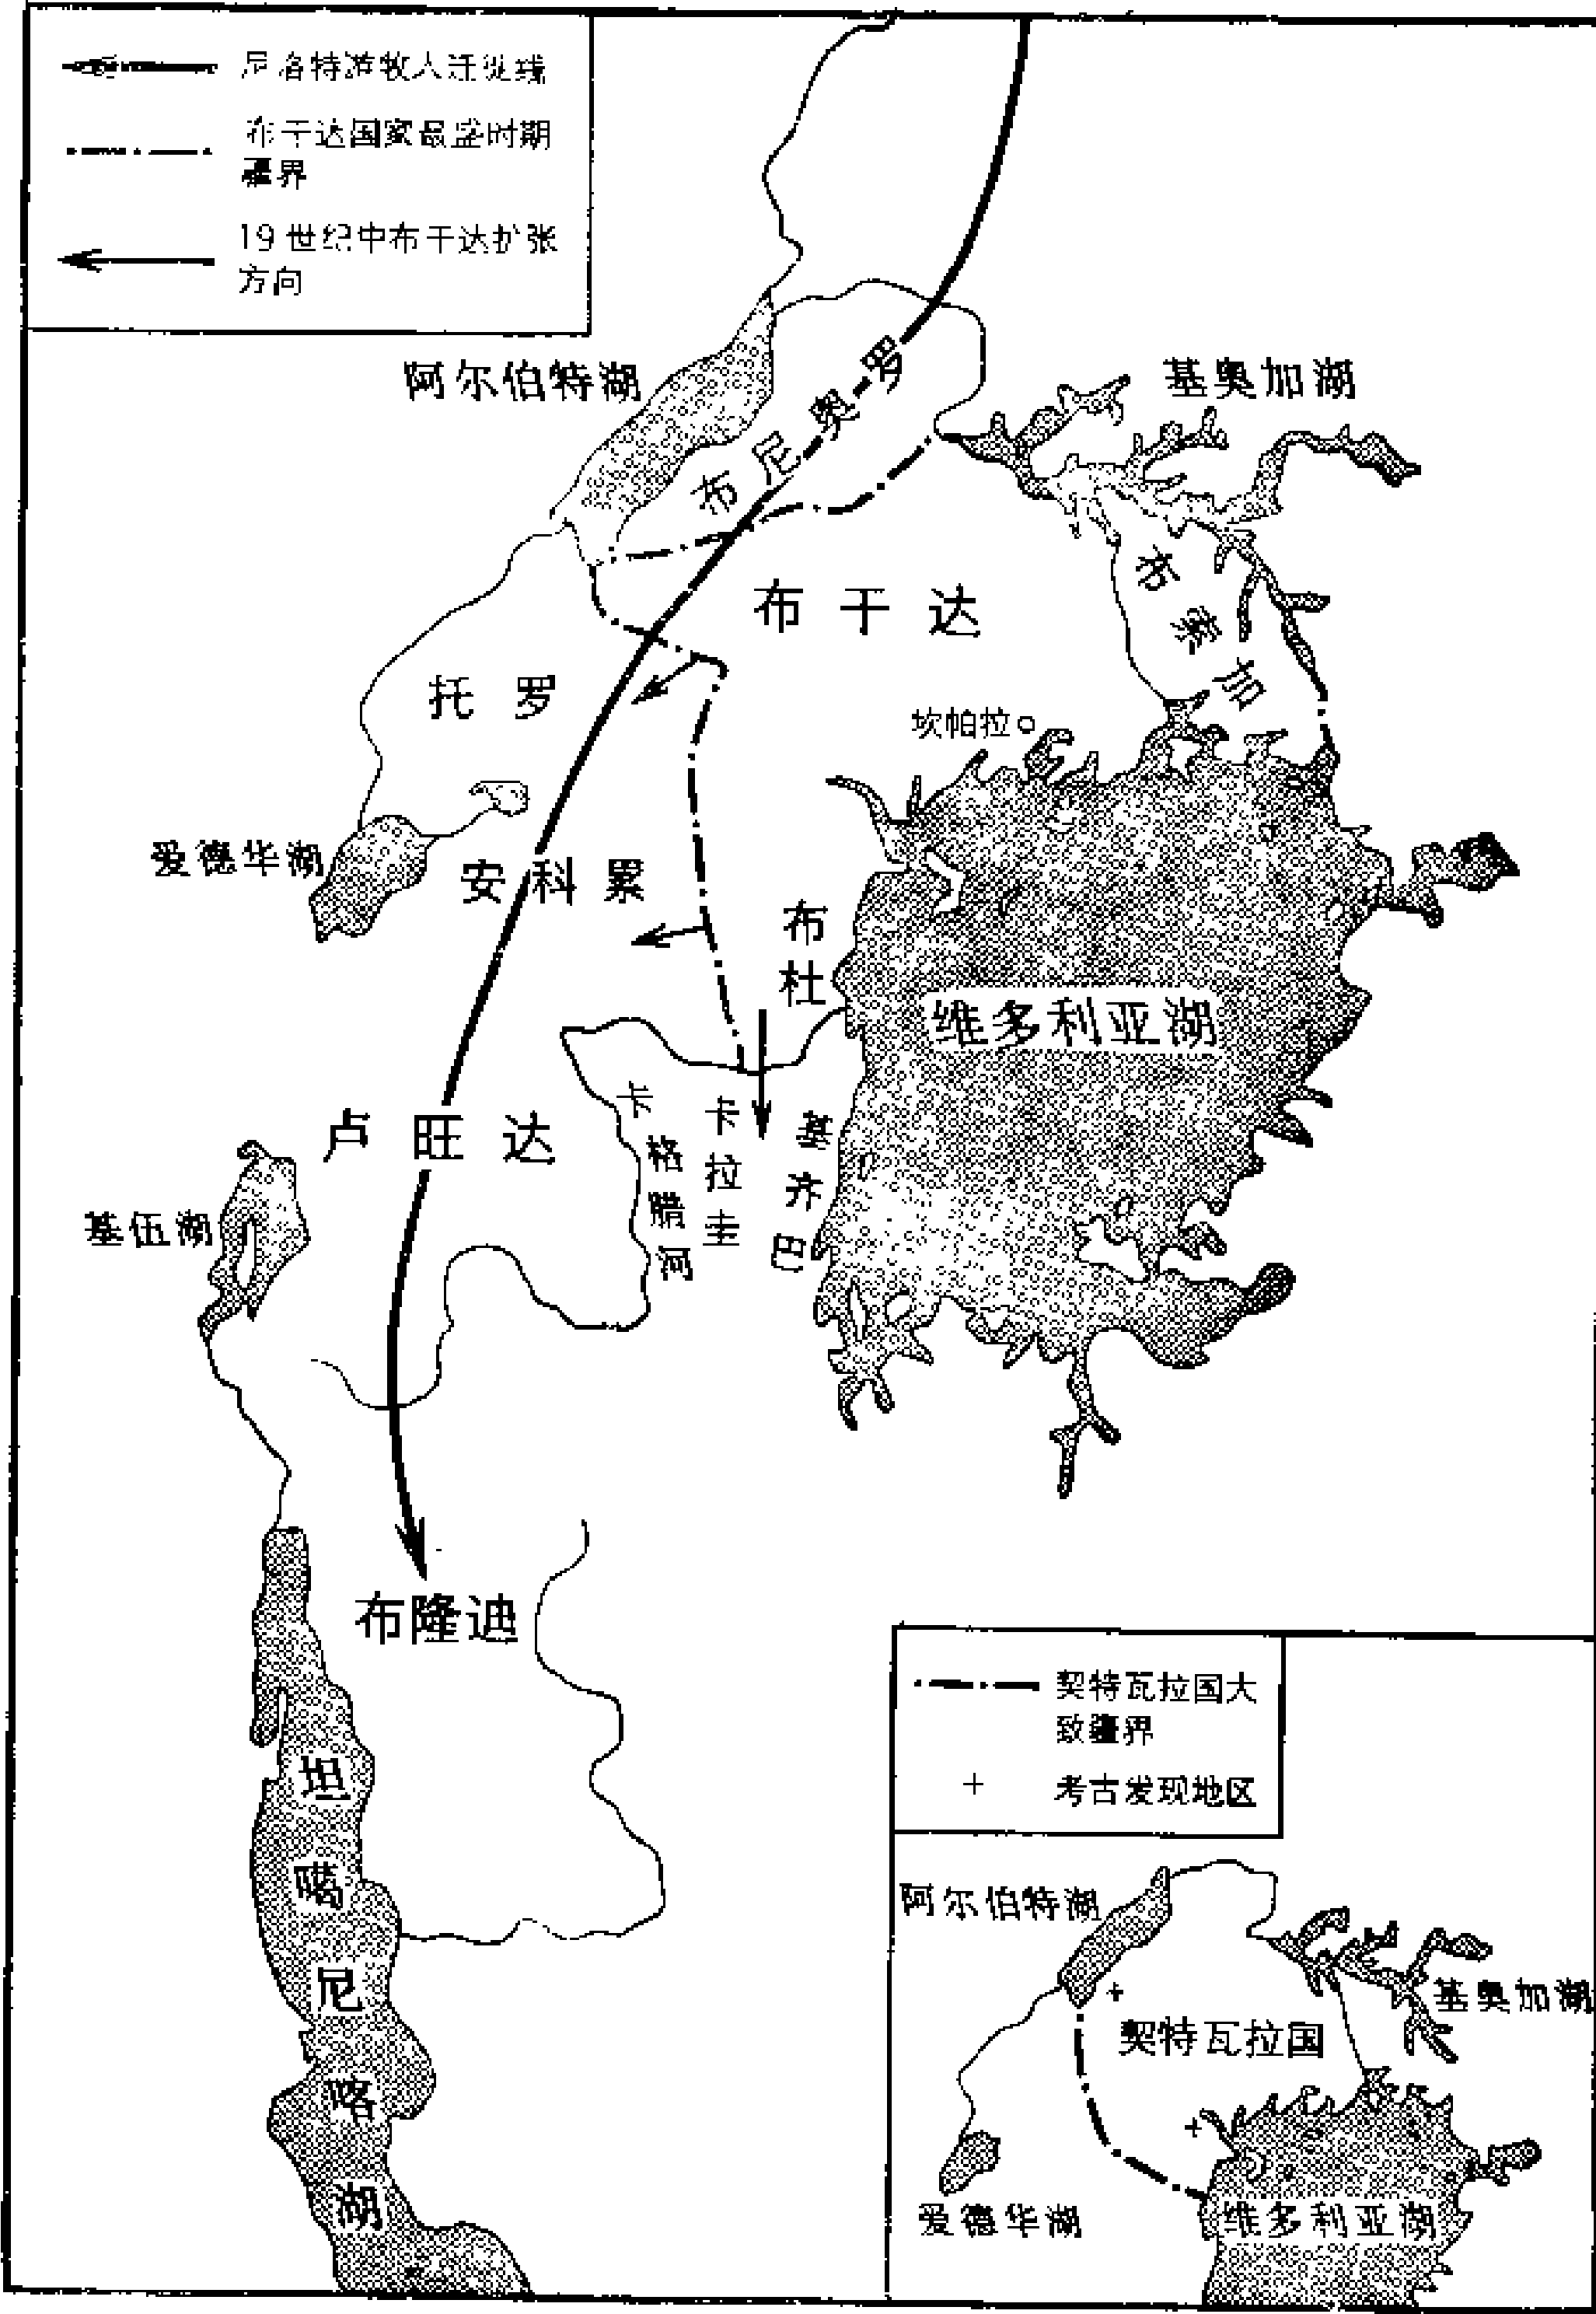 尼洛特游牧人迁徙线
布干达国家最盛时期
疆界
19世纪中布干达扩张
方向
阿尔伯特湖
基奥加湖
布尼奥罗
布干达
布索加
托罗
坎帕拉
爱德华湖
安科累
布杜
维多利亚湖
卢旺达
卡格腊河
卡拉圭
基齐巴
基伍湖
布隆迪
坦噶尼喀湖
契特瓦拉国大
致疆界
考古发现地区
阿尔伯特湖
基奥加湖
契特瓦拉国
爱德华湖
维多利亚湖